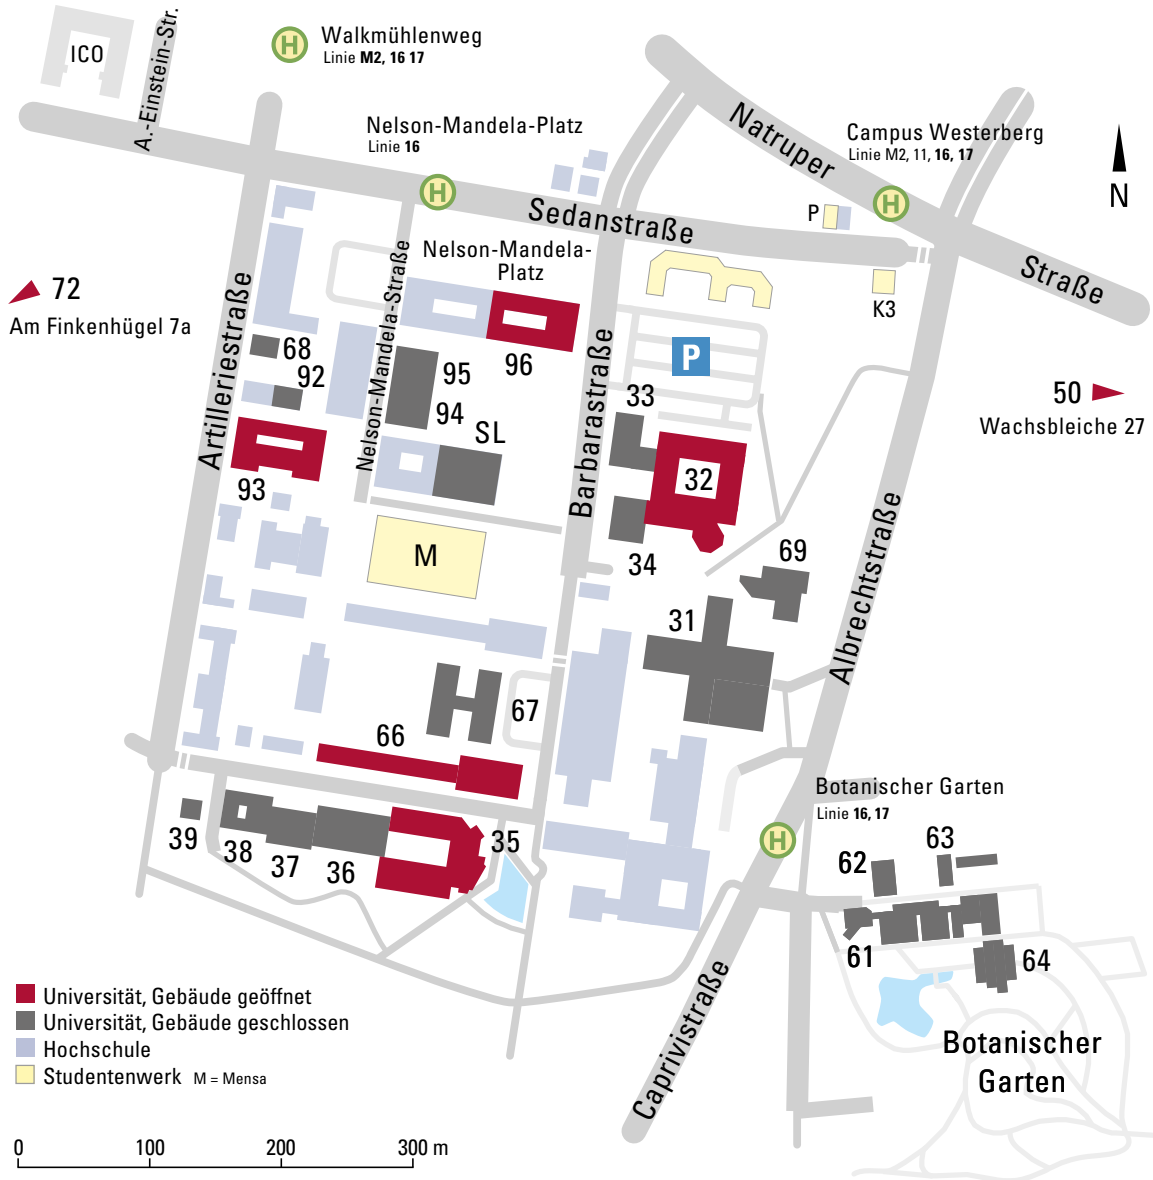 ICO
A.-Einstein-Str.
H
Walkmühlenweg
Linie M2, 16 17
Nelson-Mandela-Platz
Linie 16
H
Natruper
Straße
Campus Westerberg
Linie M2, 11, 16, 17
H
N
P
Sedanstraße
K3
72
Am Finkenhügel 7a
50
Wachsbleiche 27
Nelson-Mandela-
Platz
Nelson-Mandela-Straße
Artilleriestraße
Barbarastraße
Albrechtstraße
68
92
95
96
94
SL
93
P
33
32
34
M
69
31
67
66
39
38
37
36
35
Botanischer Garten
Linie 16, 17
H
62
63
61
64
Caprivistraße
Botanischer
Garten
Universität, Gebäude geöffnet
Universität, Gebäude geschlossen
Hochschule
Studentenwerk M = Mensa
0 100 200 300 m